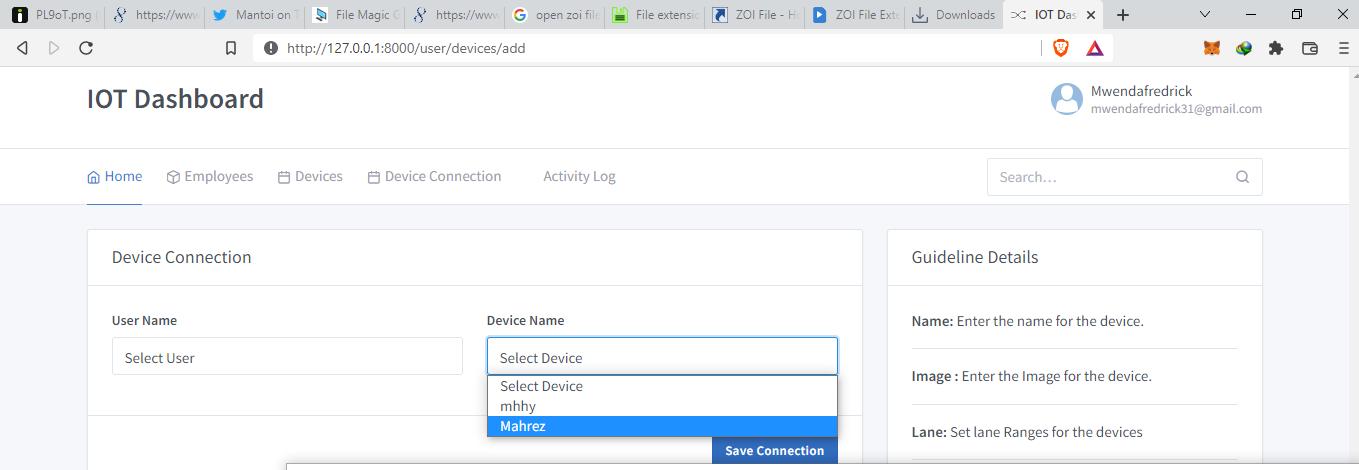 PL9oT.png (
https://www
Mantoi on T
File Magic G
https://www
open zoi file
File extensio
ZOI File - Ho
ZOI File Exte
Downloads
IOT Das
http://127.0.0.1:8000/user/devices/add
IOT Dashboard
Mwendafredrick
mwendafredrick31@gmail.com
Home Employees Devices Device Connection Activity Log
Search...
Device Connection
Guideline Details
User Name
Device Name
Select User
Select Device
Select Device
mhhy
Mahrez
Save Connection
Name: Enter the name for the device.
Image : Enter the Image for the device.
Lane: Set lane Ranges for the devices